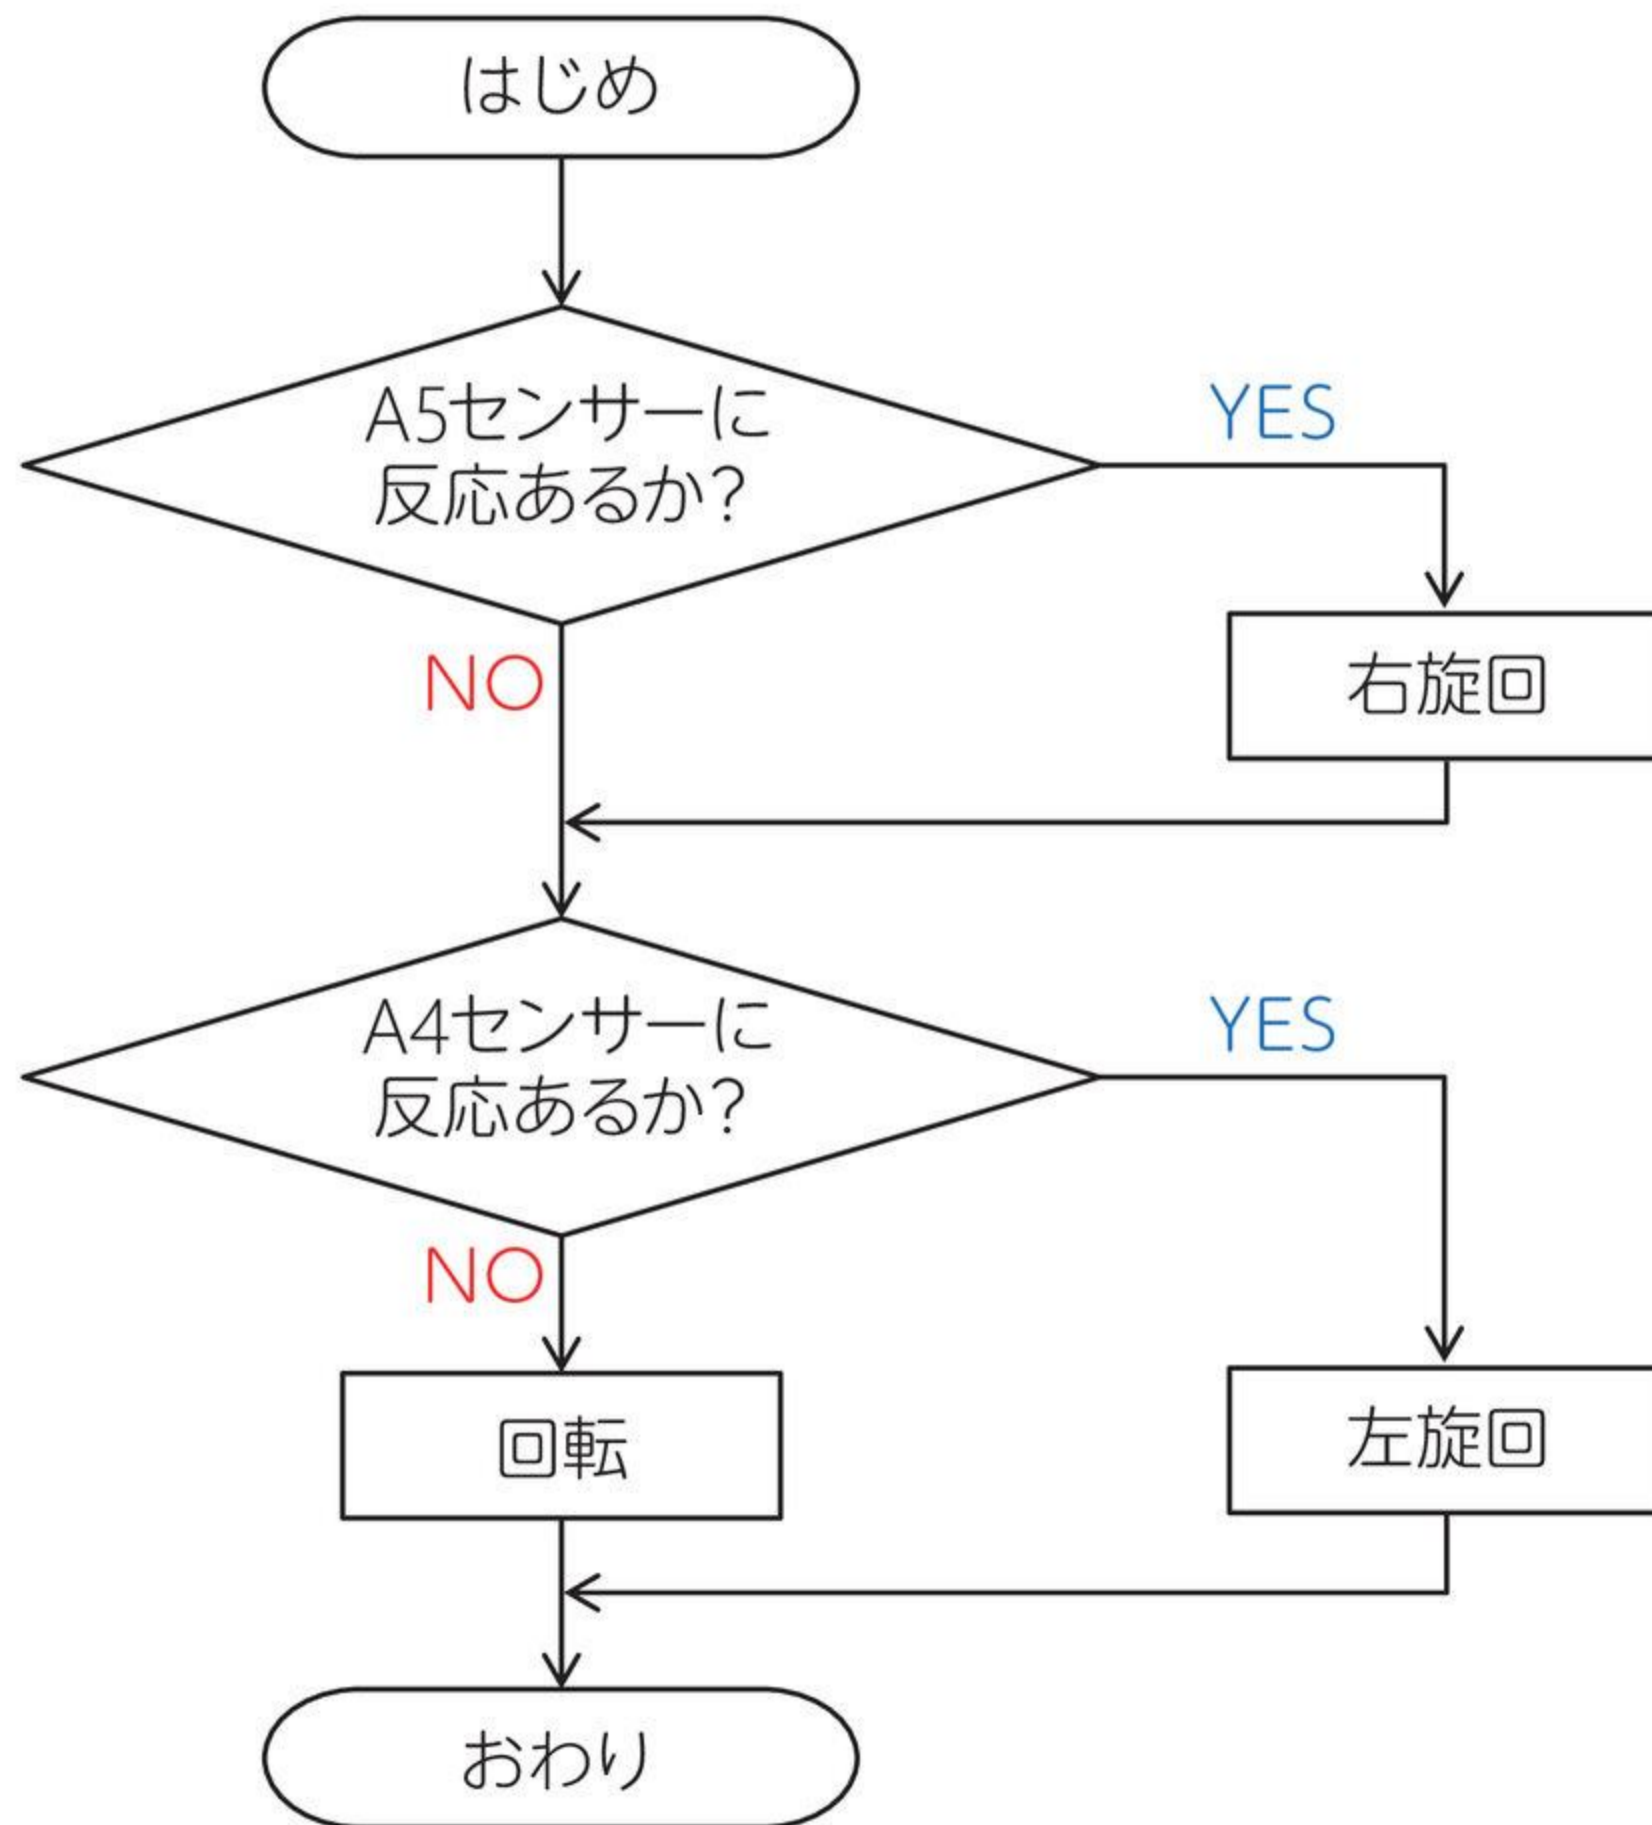 はじめ
A5センサーに
反応あるか？
YES
NO
右旋回
A4センサーに
反応あるか？
YES
NO
回転
左旋回
おわり